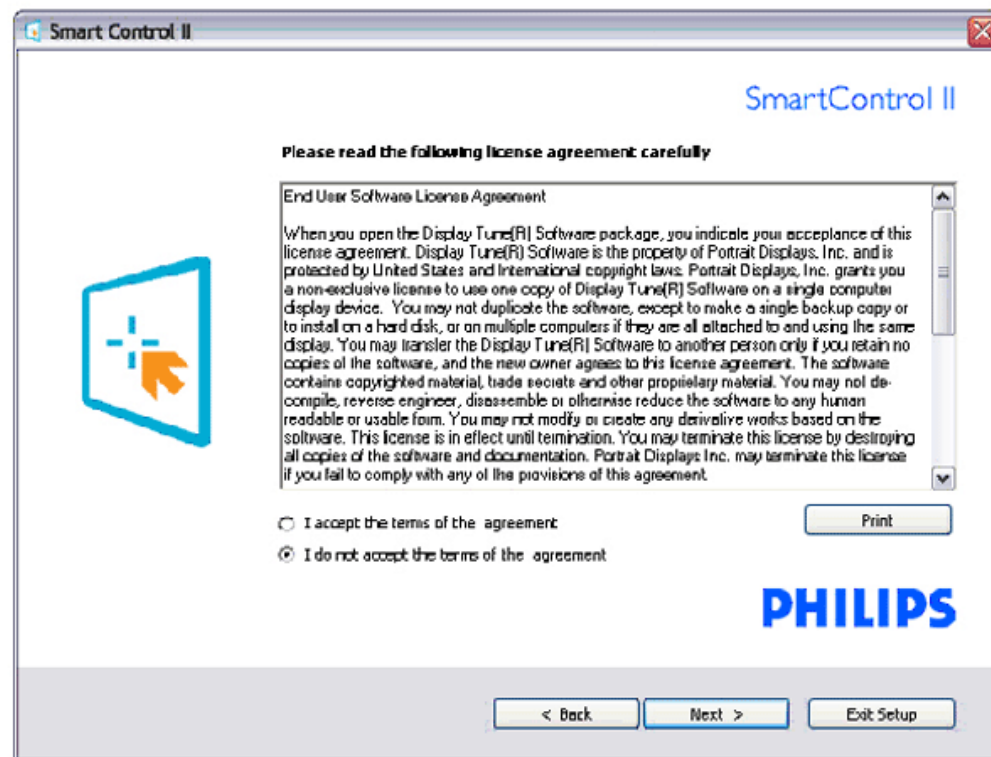 Smart Control II
SmartControl II
Please read the following license agreement carefully
End User Software License Agreement
When you open the Display Tune(R) Software package, you indicate your acceptance of this
license agreement. Display Tune(R) Software is the property of Portrait Displays, Inc. and is
protected by United States and International copyright laws. Portrait Displays, Inc. grants you
a non-exclusive license to use one copy of Display Tune(R) Software on a single computer
display device. You may not duplicate the software, except to make a single backup copy or
to install on a hard disk, or on multiple computers if they are all attached to and using the same
display. You may transfer the Display Tune(R) Software to another person only if you retain no
copies of the software, and the new owner agrees to this license agreement. The software
contains copyrighted material, trade secrets and other proprietary material. You may not de-
compile, reverse engineer, disassemble or otherwise reduce the software to any human
readable or usable form. You may not modify or create any derivative works based on the
software. This license is in effect until termination. You may terminate this license by destroying
all copies of the software and documentation. Portrait Displays Inc. may terminate this license
if you fail to comply with any of the provisions of this agreement.
I accept the terms of the agreement
Print
I do not accept the terms of the agreement
PHILIPS
< Back
Next >
Exit Setup